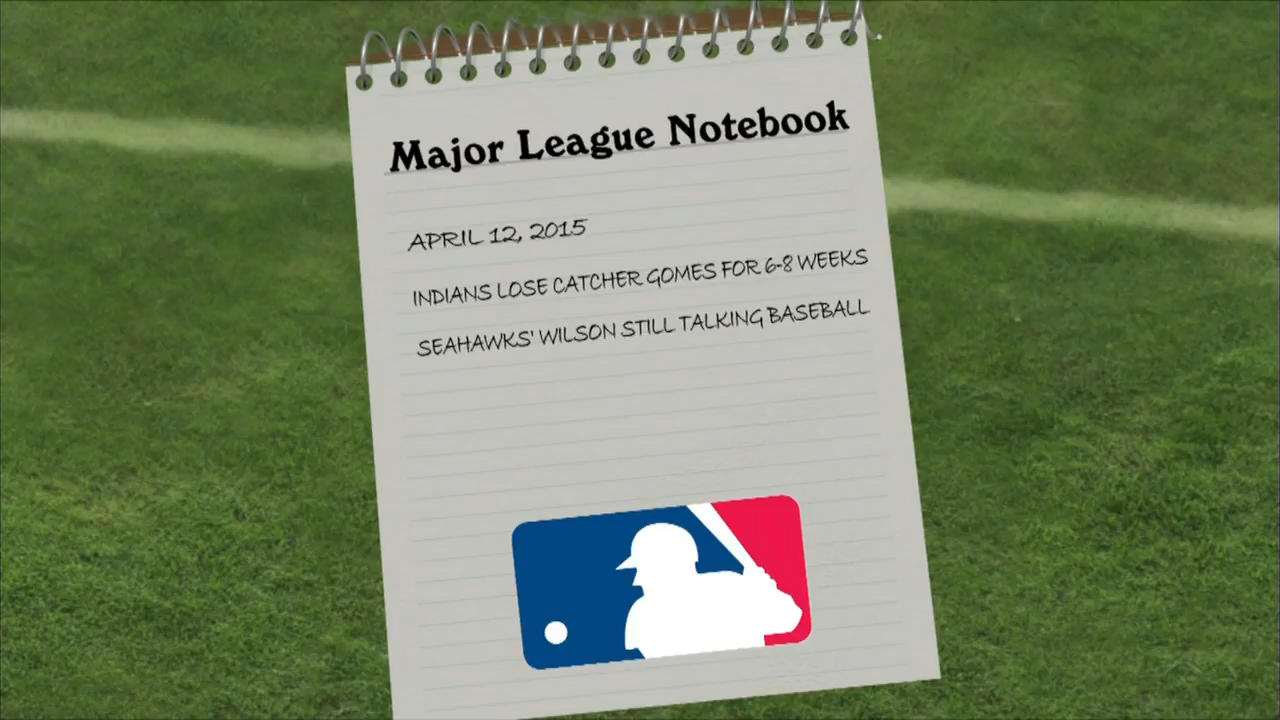 Major League Notebook
APRIL 12, 2015
INDIANS LOSE CATCHER GOMES FOR 6-8 WEEKS
SEAHAWKS' WILSON STILL TALKING BASEBALL